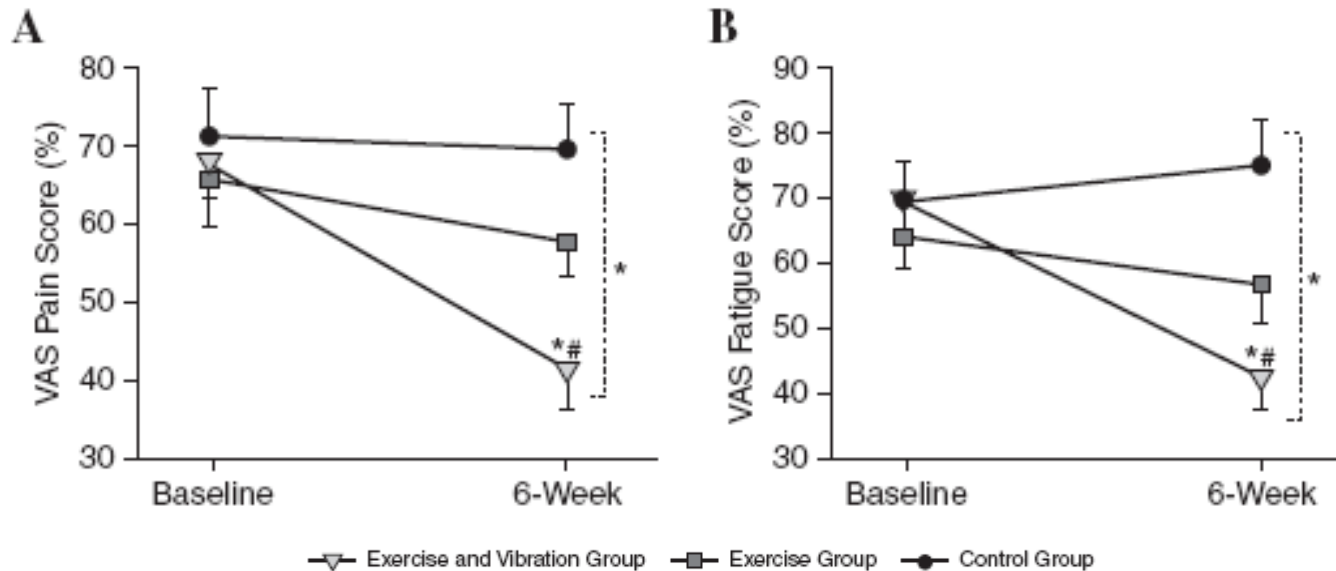 A
VAS Pain Score (%)
80
70
60
50
40
30
*
*#
Baseline
6-Week
B
VAS Fatigue Score (%)
90
80
70
60
50
40
30
*
*#
Baseline
6-Week
Exercise and Vibration Group
Exercise Group
Control Group